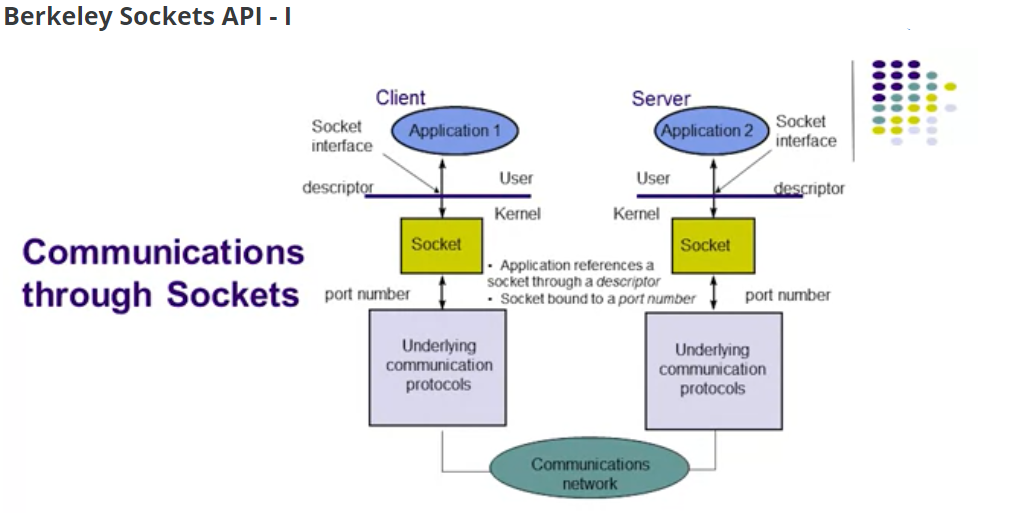 Berkeley Sockets API - I
Communications
through Sockets
Client
Application 1
Socket
interface
descriptor
User
Kernel
Socket
port number
Underlying
communication
protocols
• Application references a
socket through a descriptor
• Socket bound to a port number
Server
Application 2
Socket
interface
User
descriptor
Kernel
Socket
port number
Underlying
communication
protocols
Communications
network